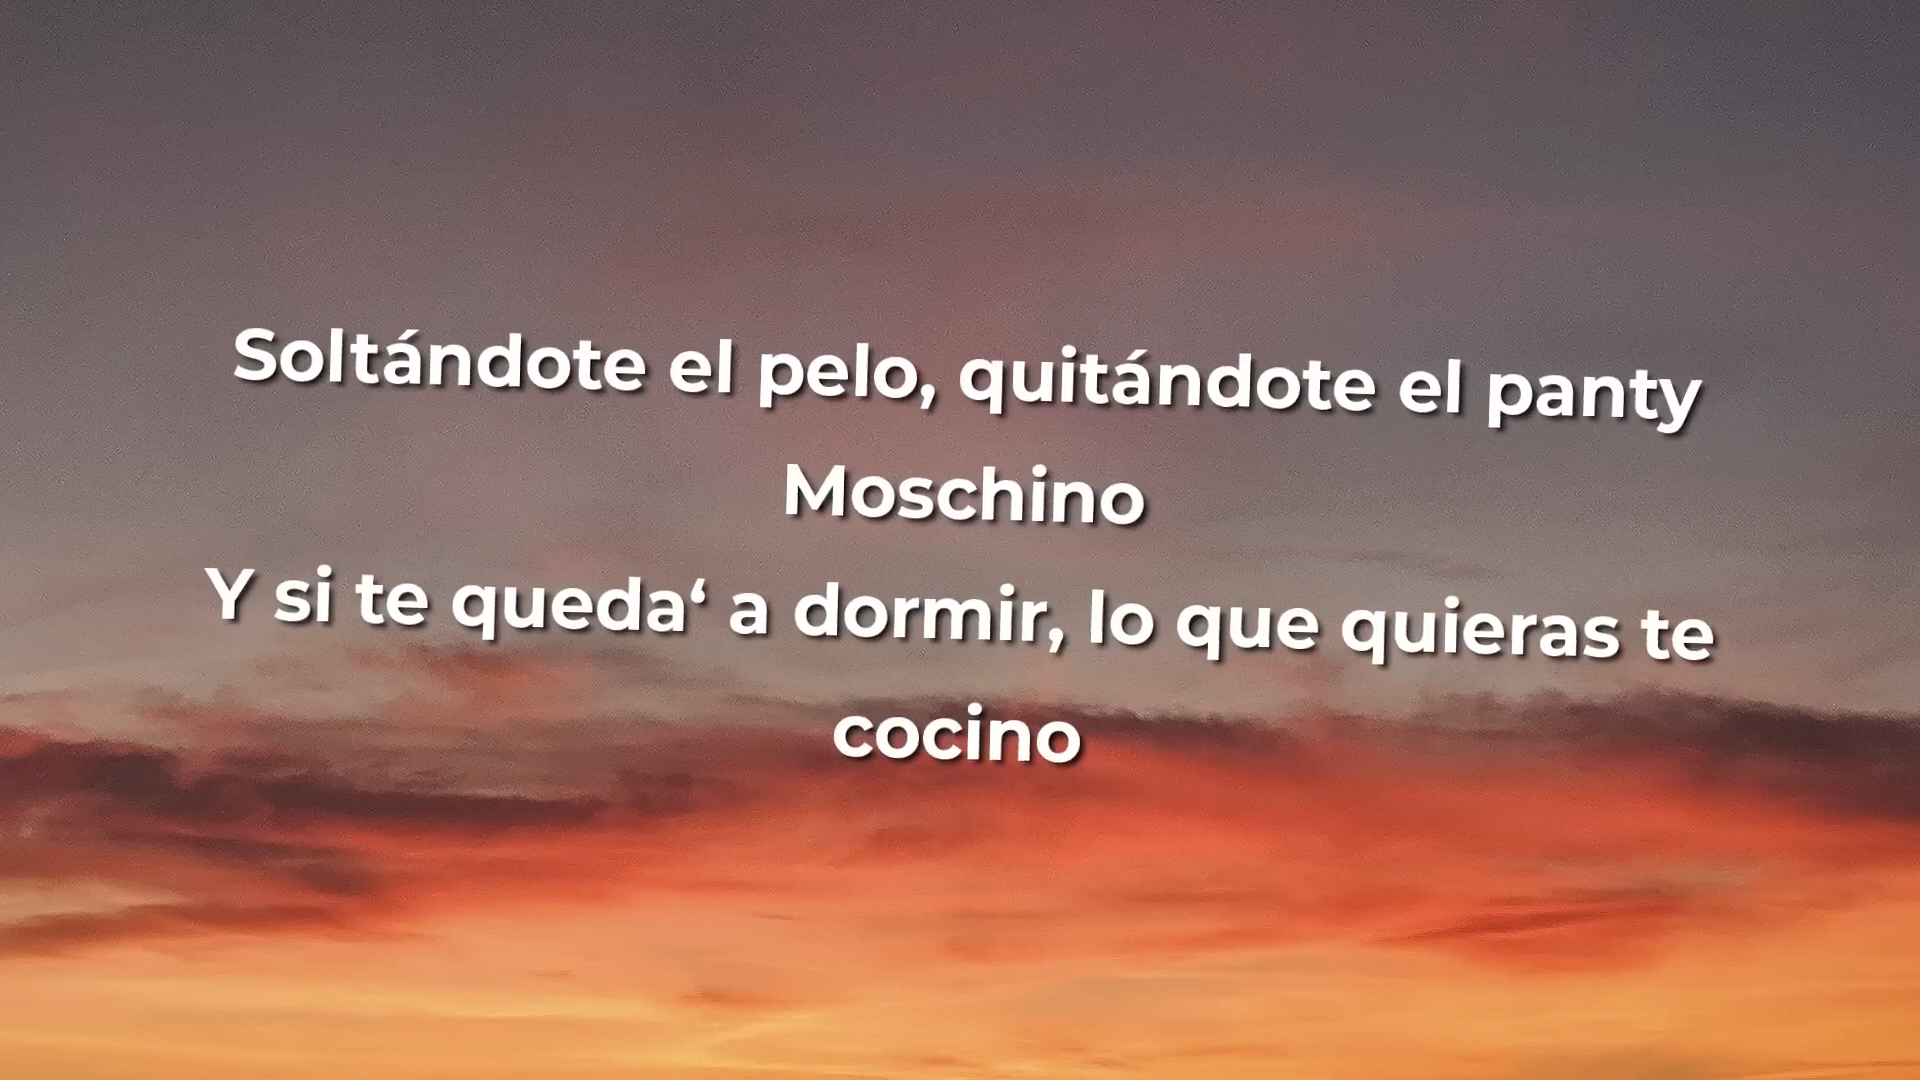 Soltándote el pelo, quitándote el panty
Moschino
Y si te queda‘ a dormir, lo que quieras te
cocino